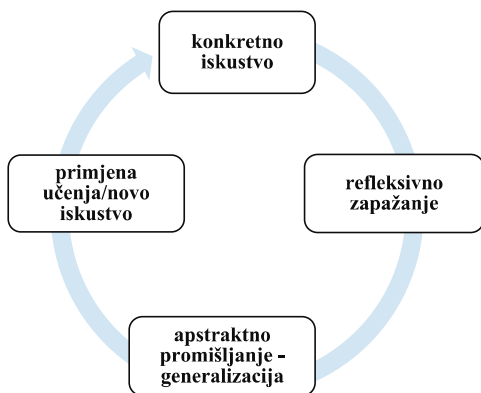 konkretno
iskustvo
refleksivno
zapažanje
apstraktno
promišljanje -
generalizacija
primjena
učenja/novo
iskustvo